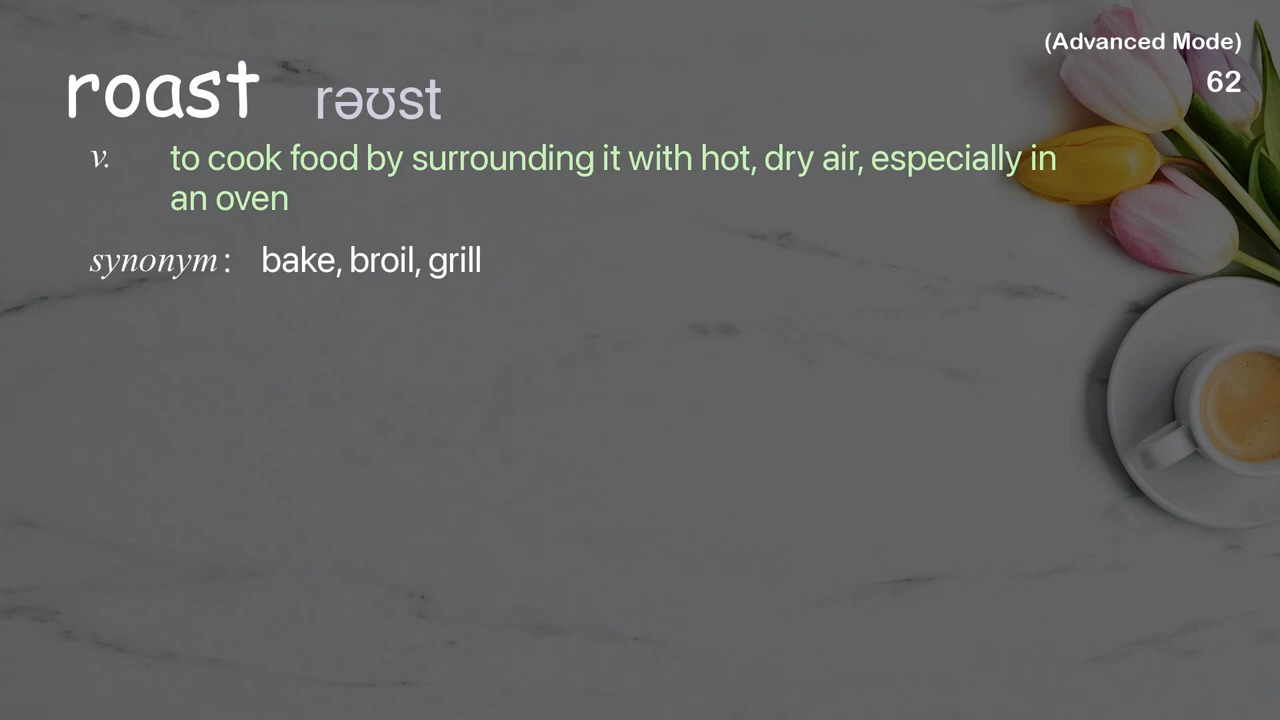 (Advanced Mode)
62
roast rəʊst
v. to cook food by surrounding it with hot, dry air, especially in
an oven
synonym : bake, broil, grill